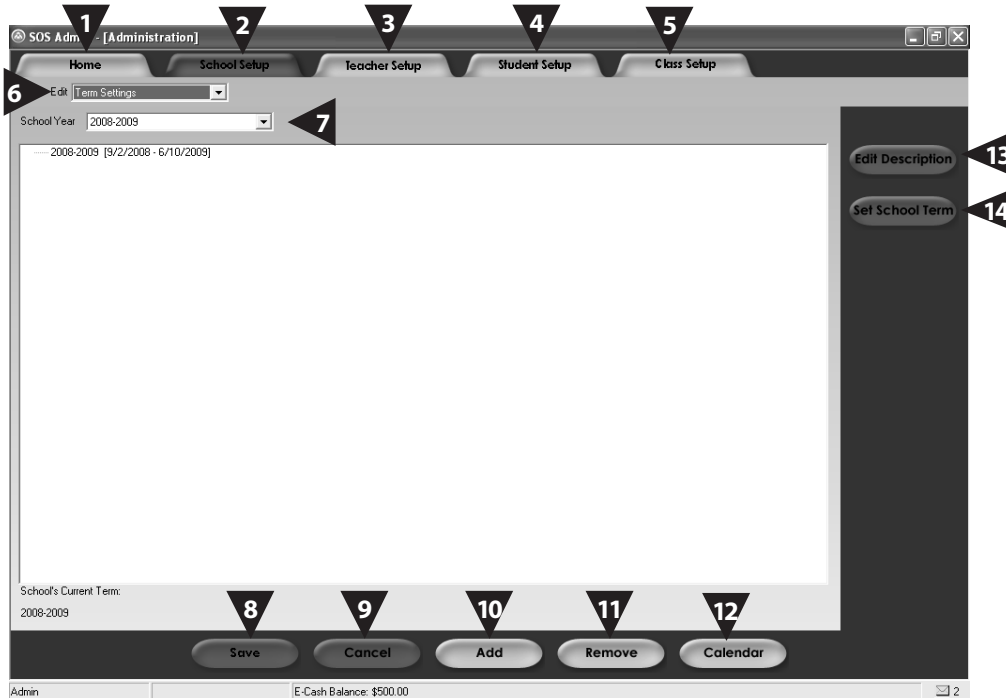 1 2 3 4 5
SOS Adm - [Administration]
Home School Setup Teacher Setup Student Setup Class Setup
6 Edit Term Settings
School Year 2008-2009 7
2008-2009 [9/2/2008 - 6/10/2009]
Edit Description 13
Set School Term 14
School's Current Term:
2008-2009
8 9 10 11 12
Save Cancel Add Remove Calendar
Admin E-Cash Balance: $500.00 2